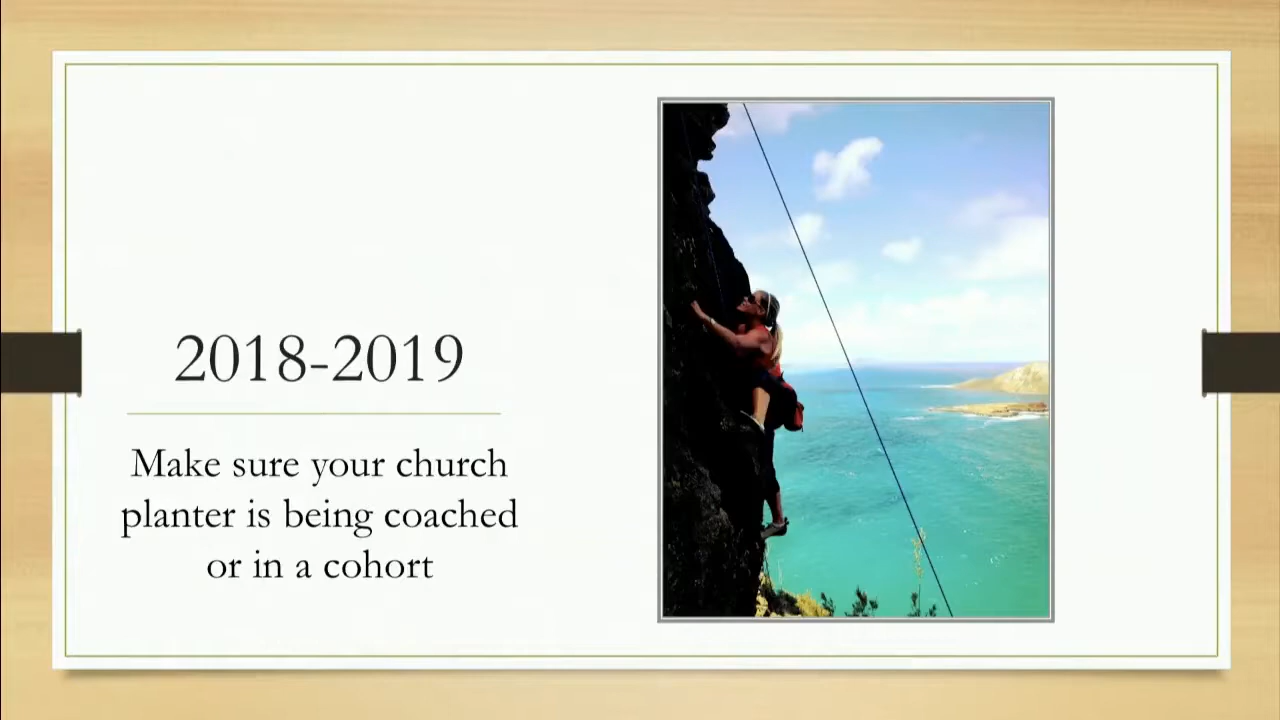 2018-2019
Make sure your church
planter is being coached
or in a cohort